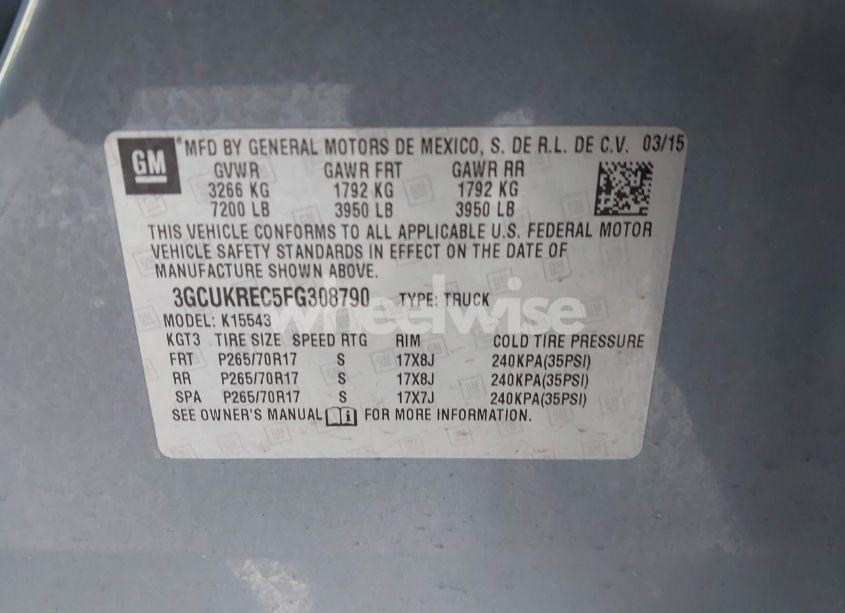 GM *MFD BY GENERAL MOTORS DE MEXICO, S. DE R.L. DE C.V. 03/15
GVWR GAWR FRT GAWR RR
3266 KG 1792 KG 1792 KG
7200 LB 3950 LB 3950 LB
THIS VEHICLE CONFORMS TO ALL APPLICABLE U.S. FEDERAL MOTOR
VEHICLE SAFETY STANDARDS IN EFFECT ON THE DATE OF
MANUFACTURE SHOWN ABOVE.
3GCUKREC5FG308790 TYPE: TRUCK
wheelwise
MODEL: K15543
KGT3 TIRE SIZE SPEED RTG RIM COLD TIRE PRESSURE
FRT P265/70R17 S 17X8J 240KPA(35PSI)
RR P265/70R17 S 17X8J 240KPA(35PSI)
SPA P265/70R17 S 17X7J 240KPA(35PSI)
SEE OWNER'S MANUAL FOR MORE INFORMATION.